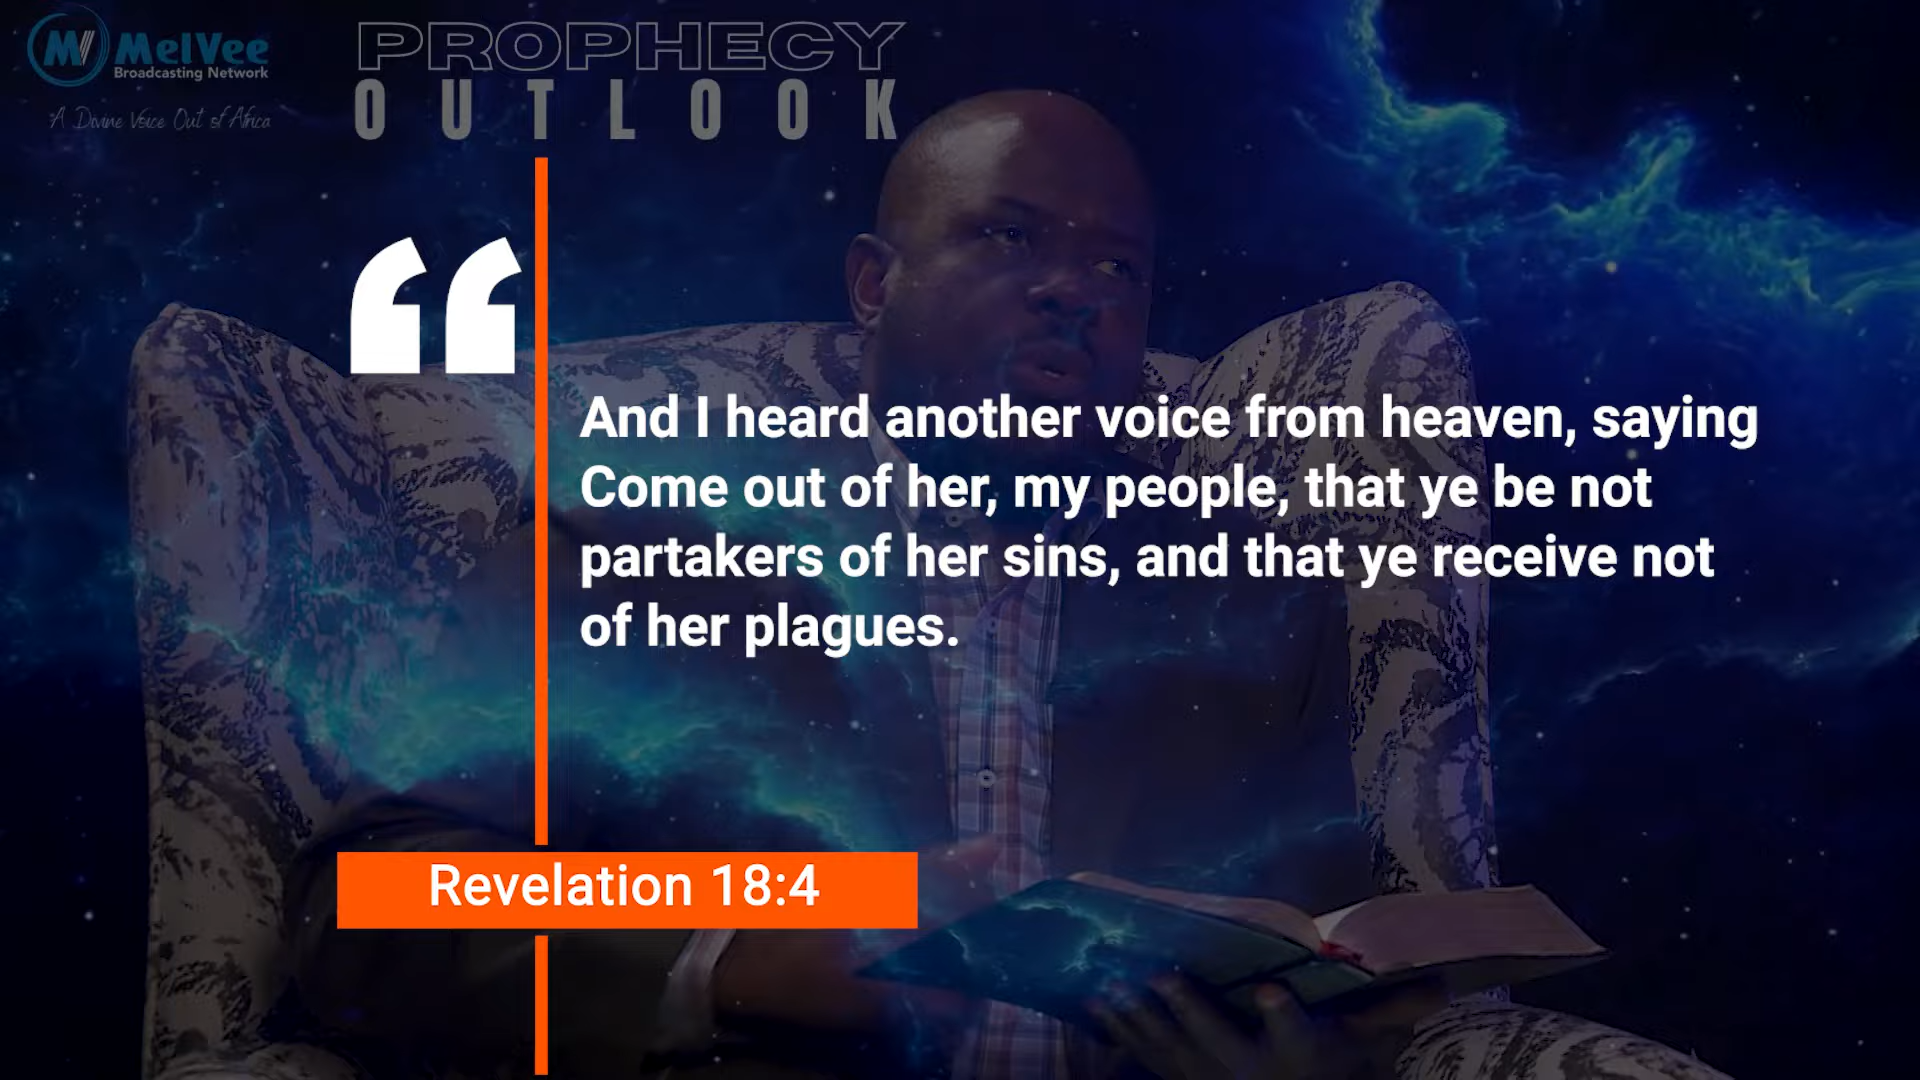 MV MelVee
Broadcasting Network
A Divine Voice Out of Africa
PROPHECY
OUTLOOK
“
And I heard another voice from heaven, saying
Come out of her, my people, that ye be not
partakers of her sins, and that ye receive not
of her plagues.
Revelation 18:4